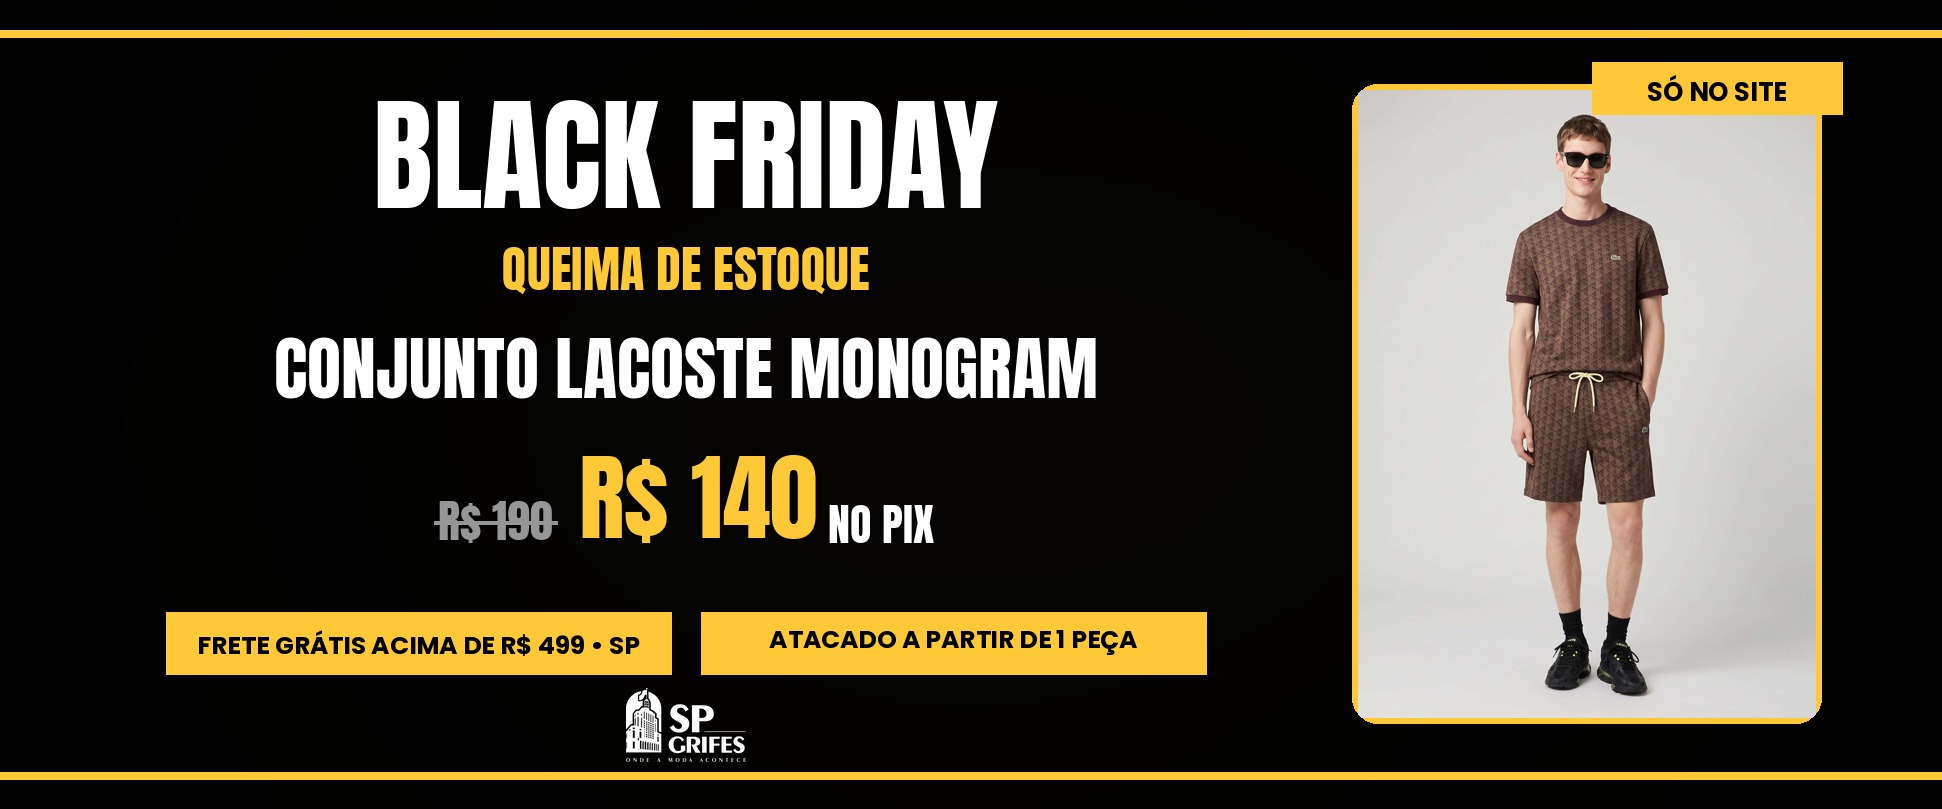 SÓ NO SITE
BLACK FRIDAY
QUEIMA DE ESTOQUE
CONJUNTO LACOSTE MONOGRAM
R$ 190 R$ 140 NO PIX
FRETE GRÁTIS ACIMA DE R$ 499 • SP
ATACADO A PARTIR DE 1 PEÇA
SP
GRIFES
ONDE A MODA ACONTECE